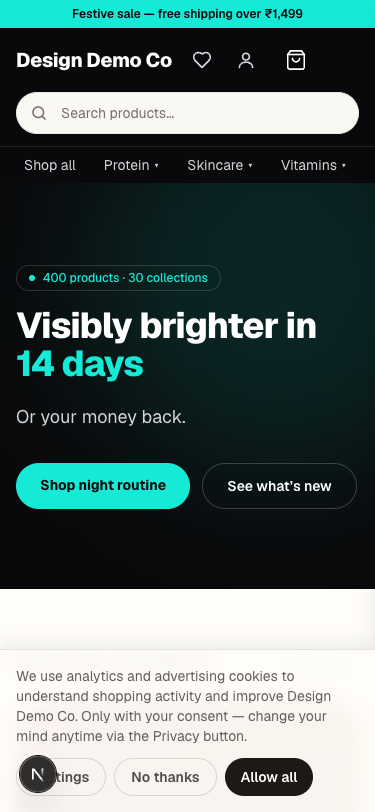 Festive sale — free shipping over ₹1,499
Design Demo Co
Search products...
Shop all
Protein
Skincare
Vitamins
400 products · 30 collections
Visibly brighter in
14 days
Or your money back.
Shop night routine
See what's new
We use analytics and advertising cookies to
understand shopping activity and improve Design
Demo Co. Only with your consent — change your
mind anytime via the Privacy button.
N
No thanks
Allow all